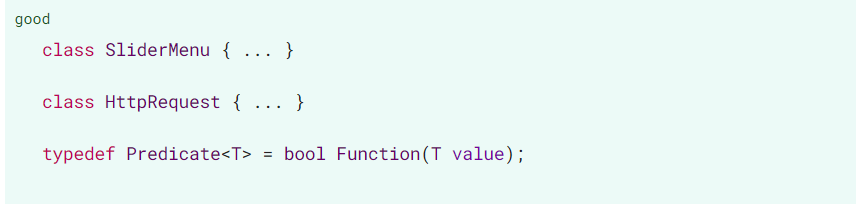 good
class SliderMenu { ... }
class HttpRequest { ... }
typedef Predicate<T> = bool Function(T value);